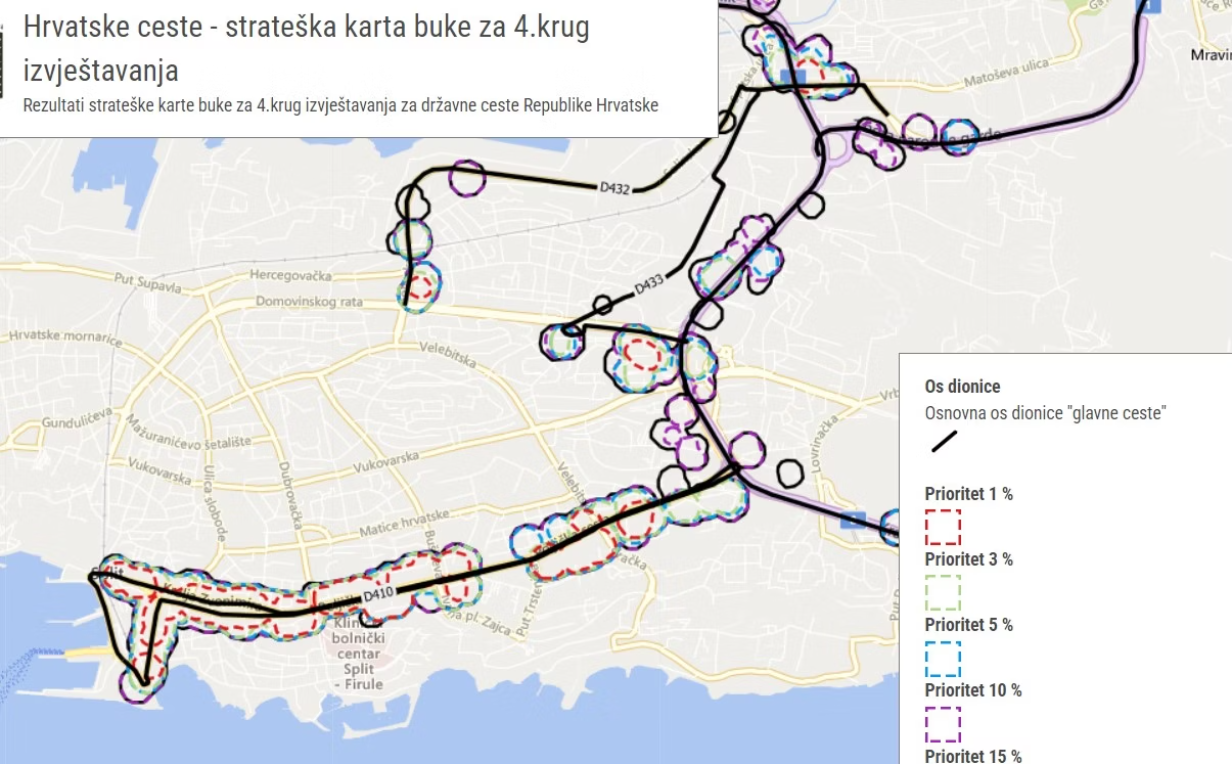 Hrvatske ceste - strateška karta buke za 4.krug
izvještavanja
Rezultati strateške karte buke za 4.krug izvještavanja za državne ceste Republike Hrvatske
Matoševa ulica
Mravin
D432
D433
Put Supavla
Hercegovačka
Domovinskog rata
Hrvatske mornarice
Velebitska
Gundulićeva
Mažuranićevo šetalište
Vukovarska
Vukovarska
Ulica slobode
Dubrovačka
Matice hrvatske
Lovrinačka
Split
D410
Klinički
bolnički
centar
Split
- Firule
Os dionice
Osnovna os dionice "glavne ceste"
Prioritet 1 %
Prioritet 3 %
Prioritet 5 %
Prioritet 10 %
Prioritet 15 %